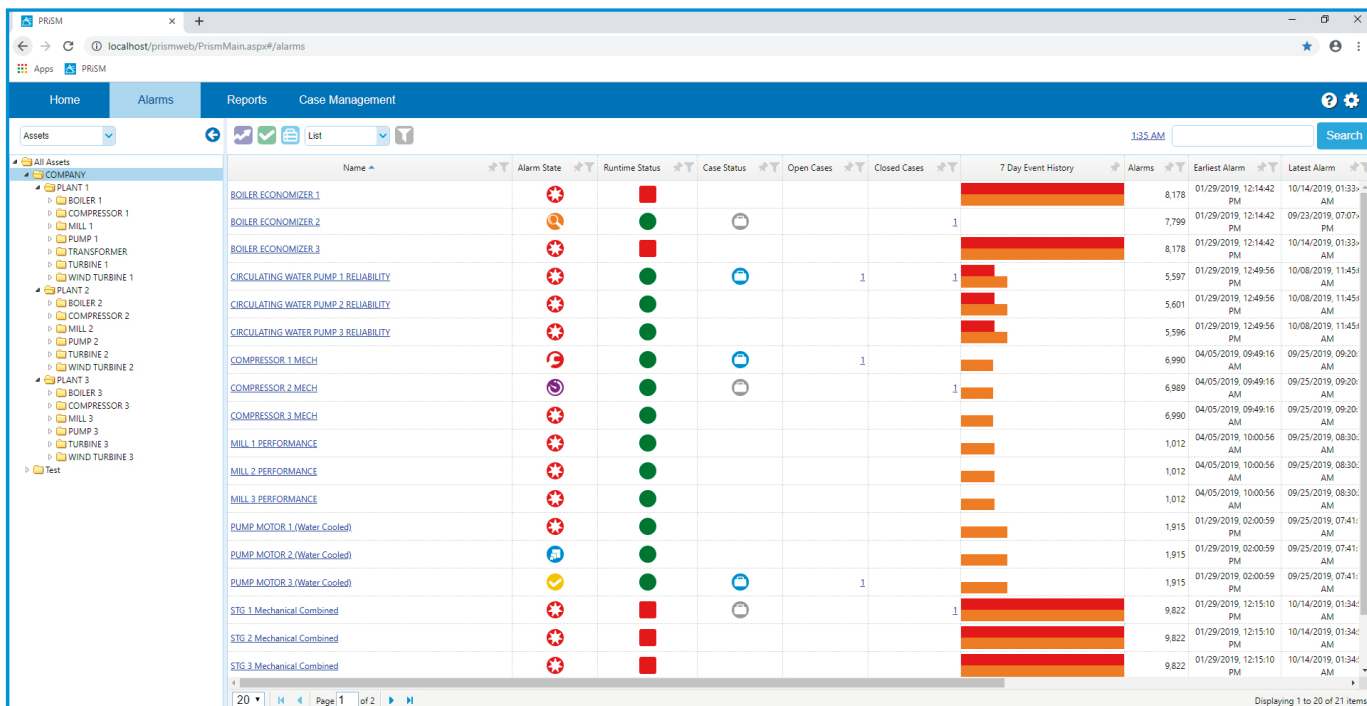 PRiSM
localhost/prismweb/PrismMain.aspx#/alarms
Apps PRiSM
Home Alarms Reports Case Management
Assets List 1:35 AM Search
All Assets
COMPANY
PLANT 1
BOILER 1
COMPRESSOR 1
MILL 1
PUMP 1
TRANSFORMER
TURBINE 1
WIND TURBINE 1
PLANT 2
BOILER 2
COMPRESSOR 2
MILL 2
PUMP 2
TURBINE 2
WIND TURBINE 2
PLANT 3
BOILER 3
COMPRESSOR 3
MILL 3
PUMP 3
TURBINE 3
WIND TURBINE 3
Test
Name Alarm State Runtime Status Case Status Open Cases Closed Cases 7 Day Event History Alarms Earliest Alarm Latest Alarm
BOILER ECONOMIZER 1 8,178 01/29/2019, 12:14:42 PM 10/14/2019, 01:33: AM
BOILER ECONOMIZER 2 1 7,799 01/29/2019, 12:14:42 PM 09/23/2019, 07:07: PM
BOILER ECONOMIZER 3 8,178 01/29/2019, 12:14:42 PM 10/14/2019, 01:33: AM
CIRCULATING WATER PUMP 1 RELIABILITY 1 1 5,597 01/29/2019, 12:49:56 PM 10/08/2019, 11:45: AM
CIRCULATING WATER PUMP 2 RELIABILITY 5,601 01/29/2019, 12:49:56 PM 10/08/2019, 11:45: AM
CIRCULATING WATER PUMP 3 RELIABILITY 5,596 01/29/2019, 12:49:56 PM 10/08/2019, 11:45: AM
COMPRESSOR 1 MECH 1 6,990 04/05/2019, 09:49:16 AM 09/25/2019, 09:20: AM
COMPRESSOR 2 MECH 1 6,989 04/05/2019, 09:49:16 AM 09/25/2019, 09:20: AM
COMPRESSOR 3 MECH 6,990 04/05/2019, 09:49:16 AM 09/25/2019, 09:20: AM
MILL 1 PERFORMANCE 1,012 04/05/2019, 10:00:56 AM 09/25/2019, 08:30: AM
MILL 2 PERFORMANCE 1,012 04/05/2019, 10:00:56 AM 09/25/2019, 08:30: AM
MILL 3 PERFORMANCE 1,012 04/05/2019, 10:00:56 AM 09/25/2019, 08:30: AM
PUMP MOTOR 1 (Water Cooled) 1,915 01/29/2019, 02:00:59 PM 09/25/2019, 07:41: AM
PUMP MOTOR 2 (Water Cooled) 1,915 01/29/2019, 02:00:59 PM 09/25/2019, 07:41: AM
PUMP MOTOR 3 (Water Cooled) 1 1,915 01/29/2019, 02:00:59 PM 09/25/2019, 07:41: AM
STG 1 Mechanical Combined 1 9,822 01/29/2019, 12:15:10 PM 10/14/2019, 01:34: AM
STG 2 Mechanical Combined 9,822 01/29/2019, 12:15:10 PM 10/14/2019, 01:34: AM
STG 3 Mechanical Combined 9,822 01/29/2019, 12:15:10 PM 10/14/2019, 01:34: AM
20 Page 1 of 2 Displaying 1 to 20 of 21 items